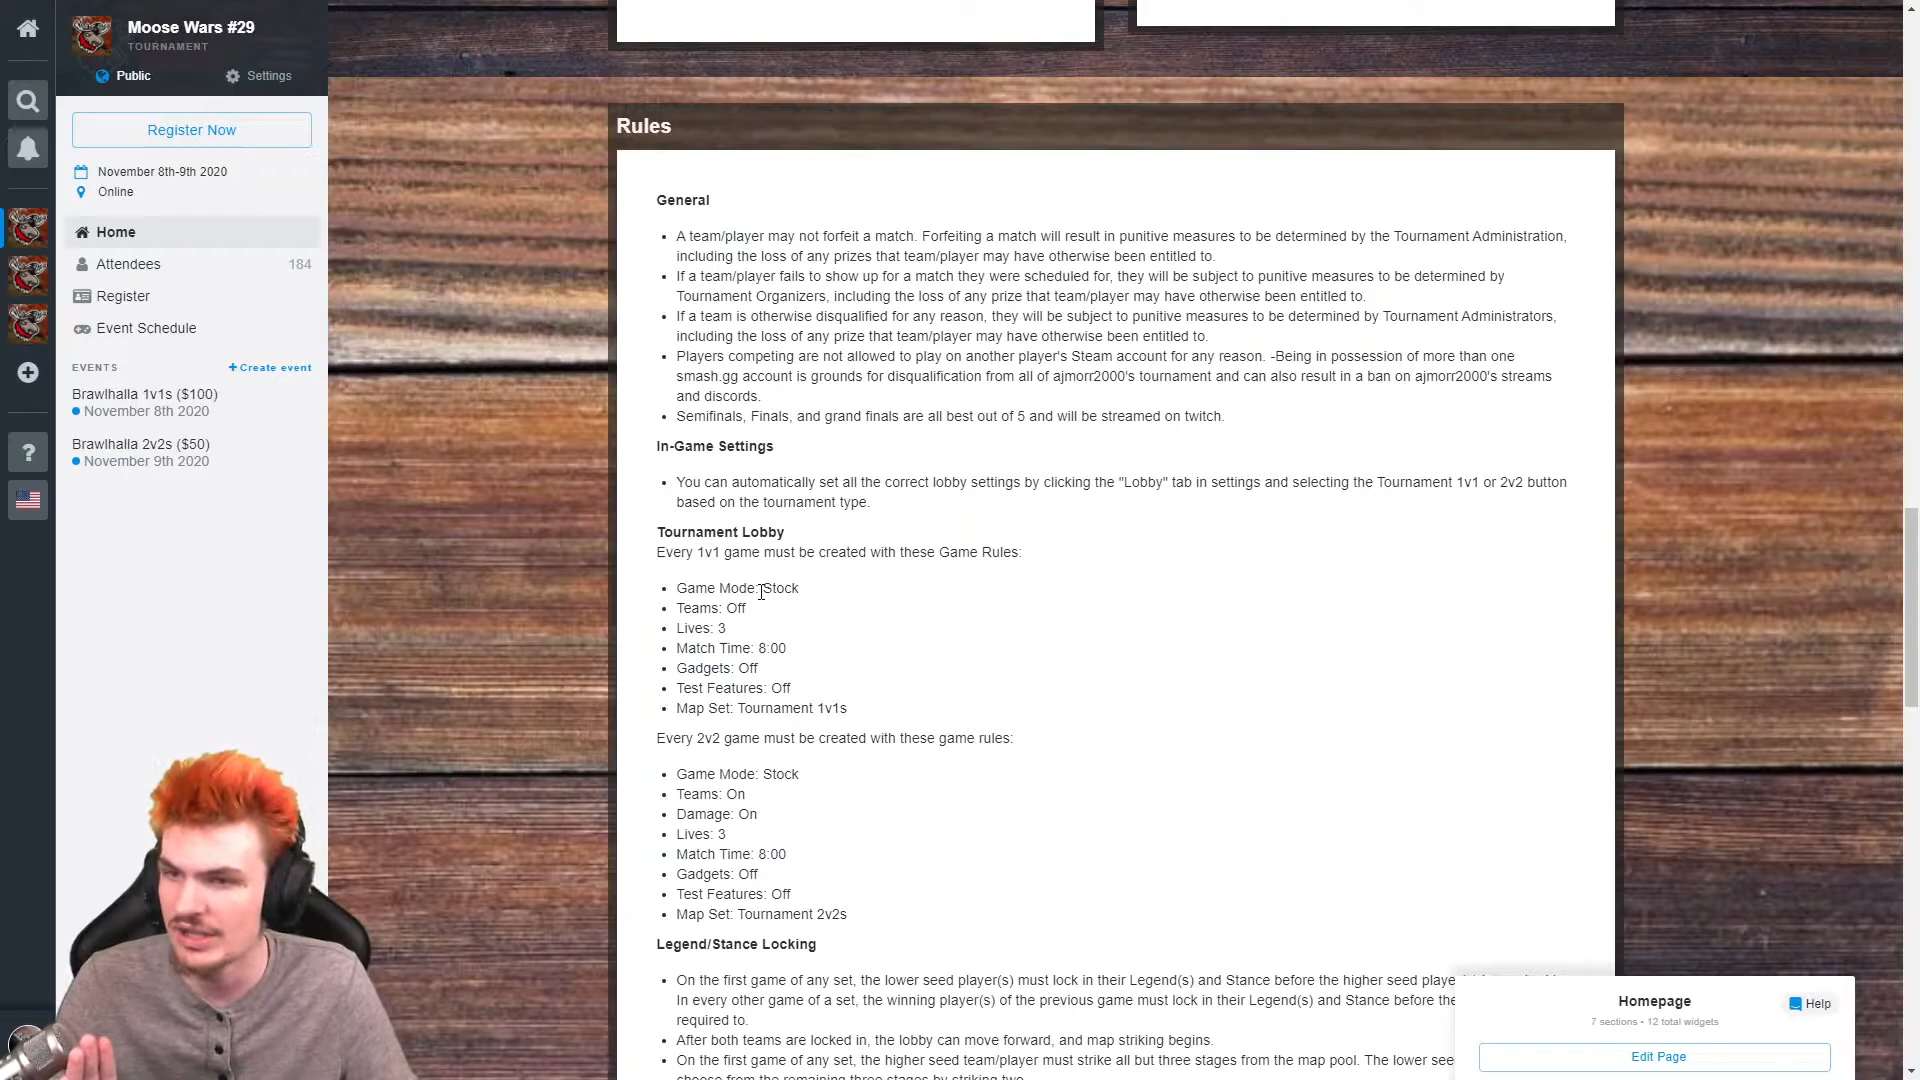 Moose Wars #29
TOURNAMENT
Public
Settings
Register Now
November 8th-9th 2020
Online
Home
Attendees
184
Register
Event Schedule
EVENTS
Create event
Brawlhalla 1v1s ($100)
November 8th 2020
Brawlhalla 2v2s ($50)
November 9th 2020
?
Rules
General
A team/player may not forfeit a match. Forfeiting a match will result in punitive measures to be determined by the Tournament Administration,
including the loss of any prizes that team/player may have otherwise been entitled to.
If a team/player fails to show up for a match they were scheduled for, they will be subject to punitive measures to be determined by
Tournament Organizers, including the loss of any prize that team/player may have otherwise been entitled to.
If a team is otherwise disqualified for any reason, they will be subject to punitive measures to be determined by Tournament Administrators,
including the loss of any prize that team/player may have otherwise been entitled to.
Players competing are not allowed to play on another player's Steam account for any reason. -Being in possession of more than one
smash.gg account is grounds for disqualification from all of ajmorr2000's tournament and can also result in a ban on ajmorr2000's streams
and discords.
Semifinals, Finals, and grand finals are all best out of 5 and will be streamed on twitch.
In-Game Settings
You can automatically set all the correct lobby settings by clicking the "Lobby" tab in settings and selecting the Tournament 1v1 or 2v2 button
based on the tournament type.
Tournament Lobby
Every 1v1 game must be created with these Game Rules:
Game Mode: Stock
Teams: Off
Lives: 3
Match Time: 8:00
Gadgets: Off
Test Features: Off
Map Set: Tournament 1v1s
Every 2v2 game must be created with these game rules:
Game Mode: Stock
Teams: On
Damage: On
Lives: 3
Match Time: 8:00
Gadgets: Off
Test Features: Off
Map Set: Tournament 2v2s
Legend/Stance Locking
On the first game of any set, the lower seed player(s) must lock in their Legend(s) and Stance before the higher seed playe
In every other game of a set, the winning player(s) of the previous game must lock in their Legend(s) and Stance before the
required to.
After both teams are locked in, the lobby can move forward, and map striking begins.
On the first game of any set, the higher seed team/player must strike all but three stages from the map pool. The lower see
choose from the remaining three stages by striking two.
Homepage
7 sections • 12 total widgets
Help
Edit Page